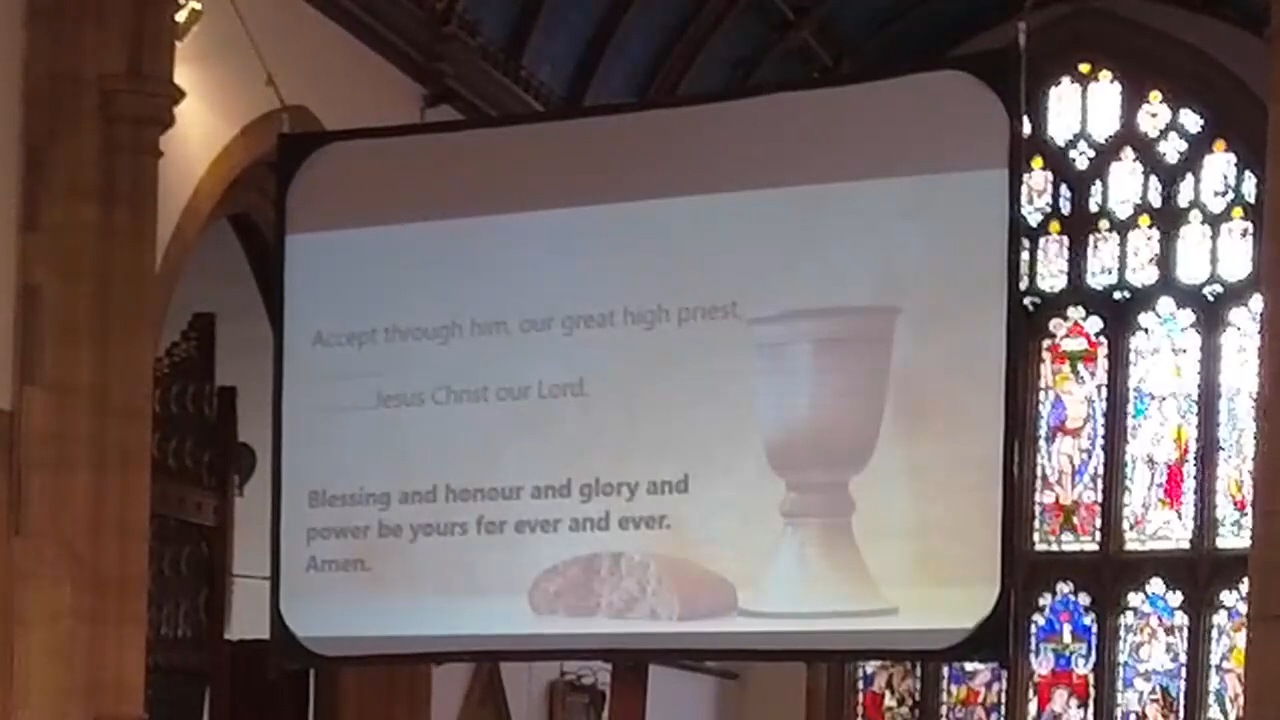 Accept through him, our great high priest,
Jesus Christ our Lord.
Blessing and honour and glory and
power be yours for ever and ever.
Amen.